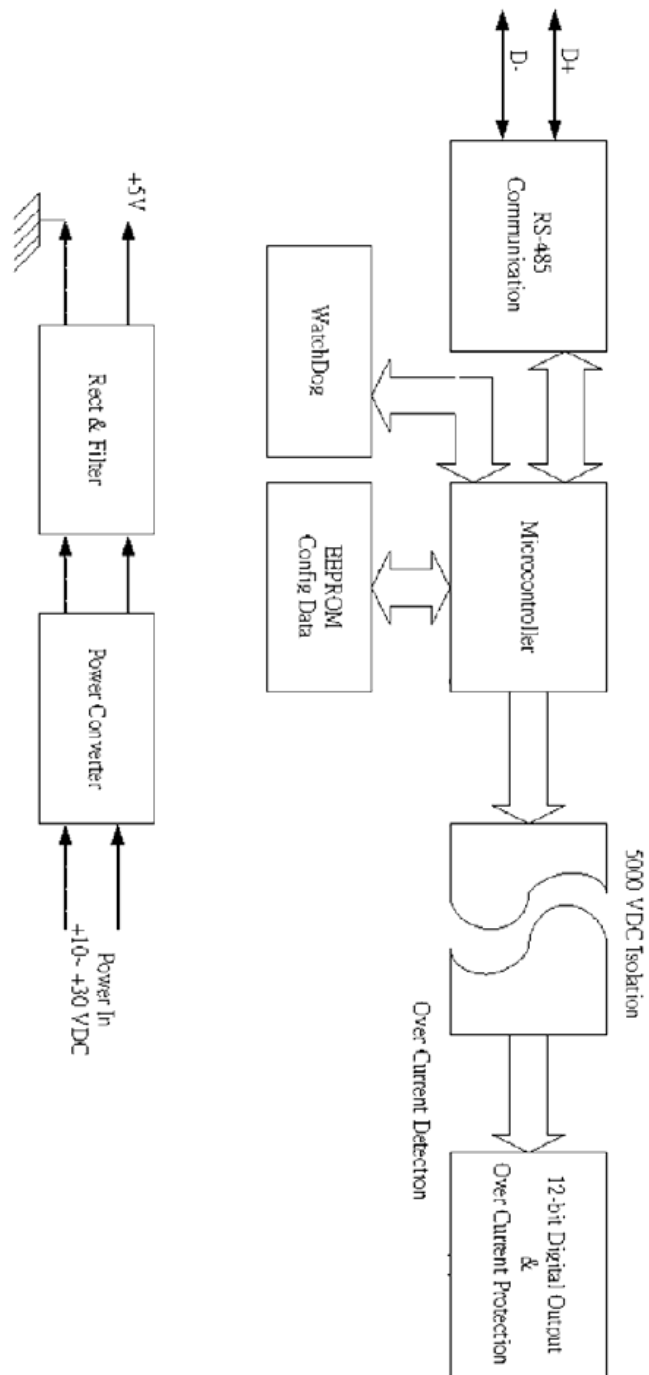 D+
D-
RS-485
Communication
Microcontroller
5000 VDC Isolation
12-bit Digital Output
&
Over Current Protection
Over Current Detection
WatchDog
EEPROM
Config Data
+5V
Rect & Filter
Power Converter
Power In
+10~ +30 VDC